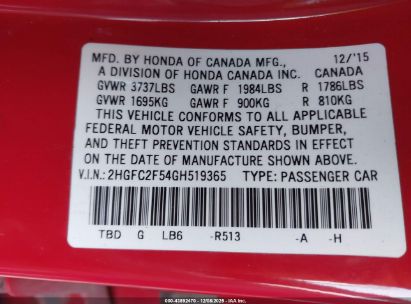 MFD. BY HONDA OF CANADA MFG., 12/'15
A DIVISION OF HONDA CANADA INC. CANADA
GVWR 3737LBS GAWR F 1984LBS R 1786LBS
GVWR 1695KG GAWR F 900KG R 810KG
THIS VEHICLE CONFORMS TO ALL APPLICABLE
FEDERAL MOTOR VEHICLE SAFETY, BUMPER,
AND THEFT PREVENTION STANDARDS IN EFFECT
ON THE DATE OF MANUFACTURE SHOWN ABOVE.
V.I.N.: 2HGFC2F54GH519365 TYPE: PASSENGER CAR
TBD G LB6 -R513 -A -H